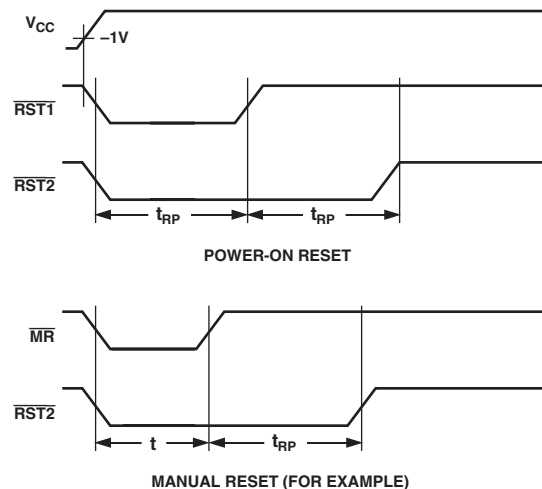 VCC
–1V
RST1
RST2
tRP tRP
POWER-ON RESET
MR
RST2
t tRP
MANUAL RESET (FOR EXAMPLE)